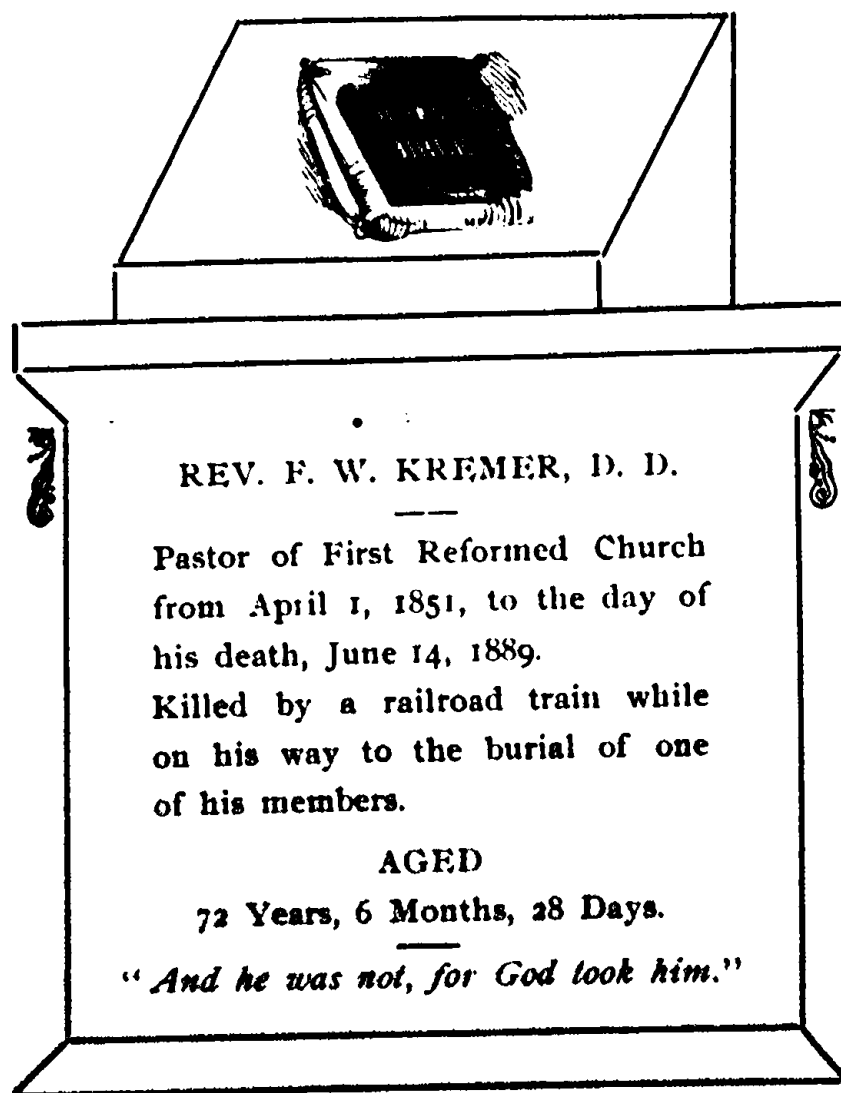 REV. F. W. KREMER, D. D.
Pastor of First Reformed Church
from April 1, 1851, to the day of
his death, June 14, 1889.
Killed by a railroad train while
on his way to the burial of one
of his members.
AGED
72 Years, 6 Months, 28 Days.
"And he was not, for God took him."